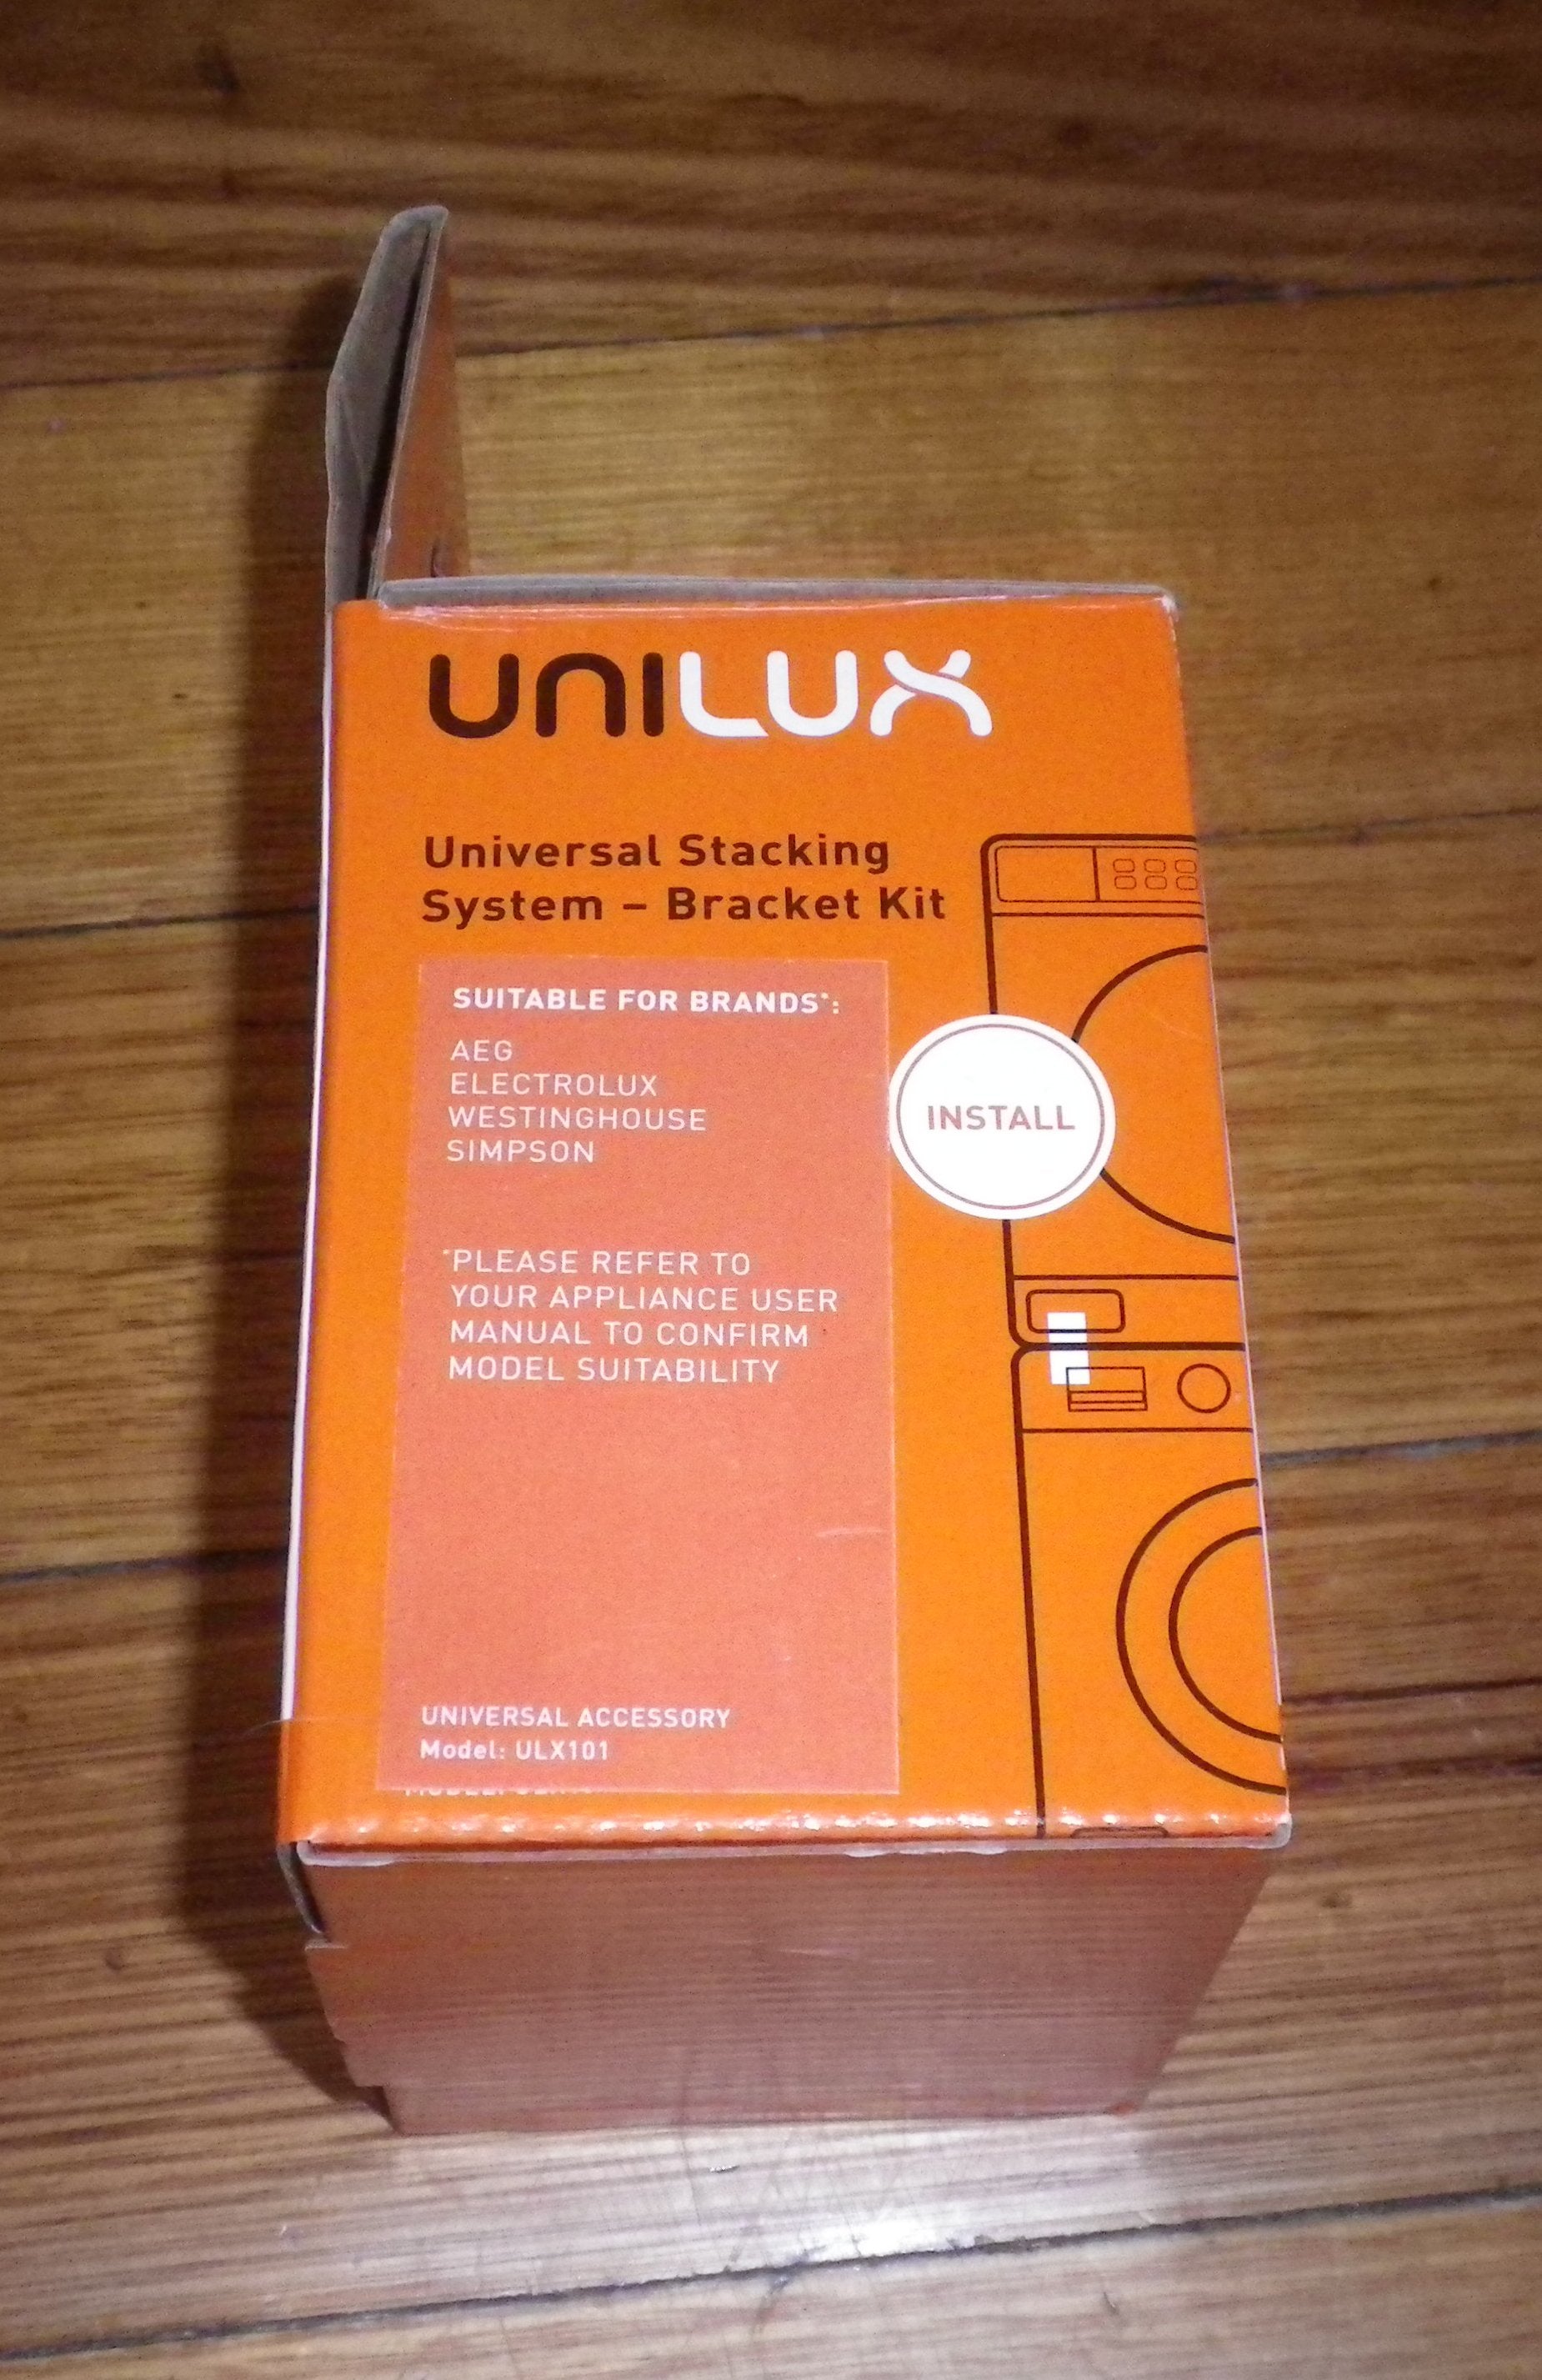 UNILUX
Universal Stacking
System – Bracket Kit
SUITABLE FOR BRANDS*:
AEG
ELECTROLUX
WESTINGHOUSE
SIMPSON
INSTALL
*PLEASE REFER TO
YOUR APPLIANCE USER
MANUAL TO CONFIRM
MODEL SUITABILITY
UNIVERSAL ACCESSORY
Model: ULX101